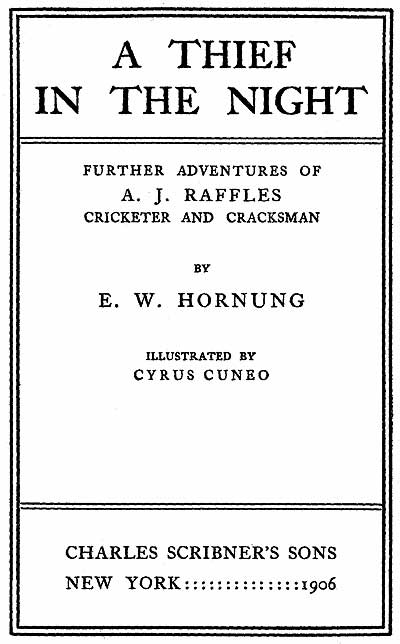 A THIEF
IN THE NIGHT
FURTHER ADVENTURES OF
A. J. RAFFLES
CRICKETER AND CRACKSMAN
BY
E. W. HORNUNG
ILLUSTRATED BY
CYRUS CUNEO
CHARLES SCRIBNER'S SONS
NEW YORK::::::::::::::1906